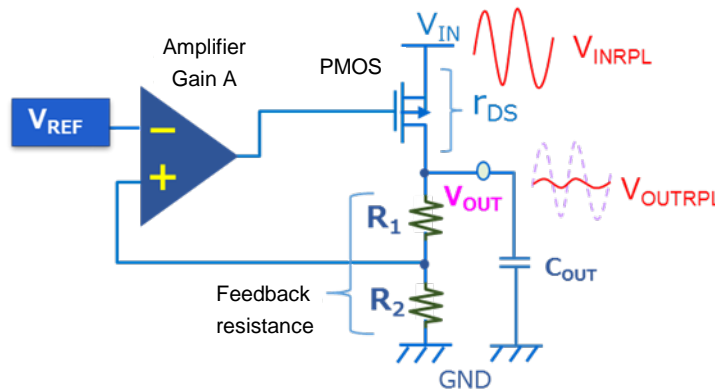 Amplifier
Gain A
PMOS
VIN
VINRPL
rDS
VREF
−
+
VOUT
VOUTRPL
R1
R2
COUT
Feedback
resistance
GND